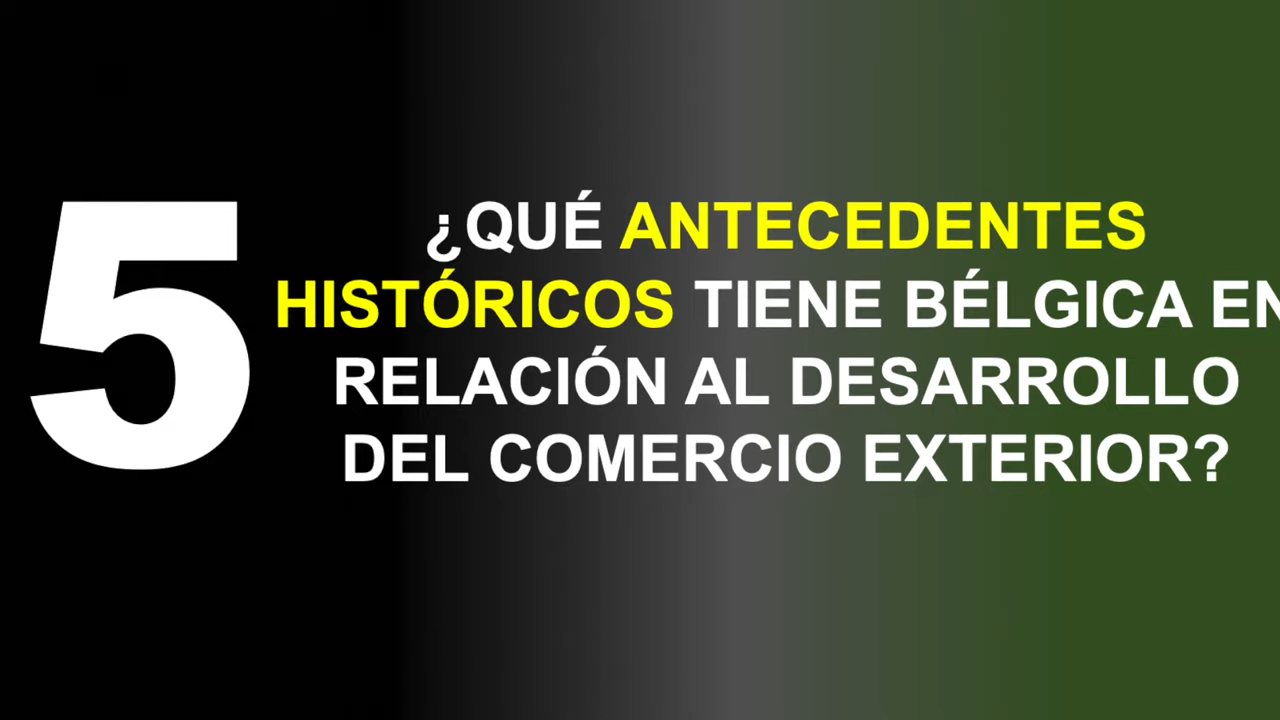 5
¿QUÉ ANTECEDENTES
HISTÓRICOS TIENE BÉLGICA EN
RELACIÓN AL DESARROLLO
DEL COMERCIO EXTERIOR?